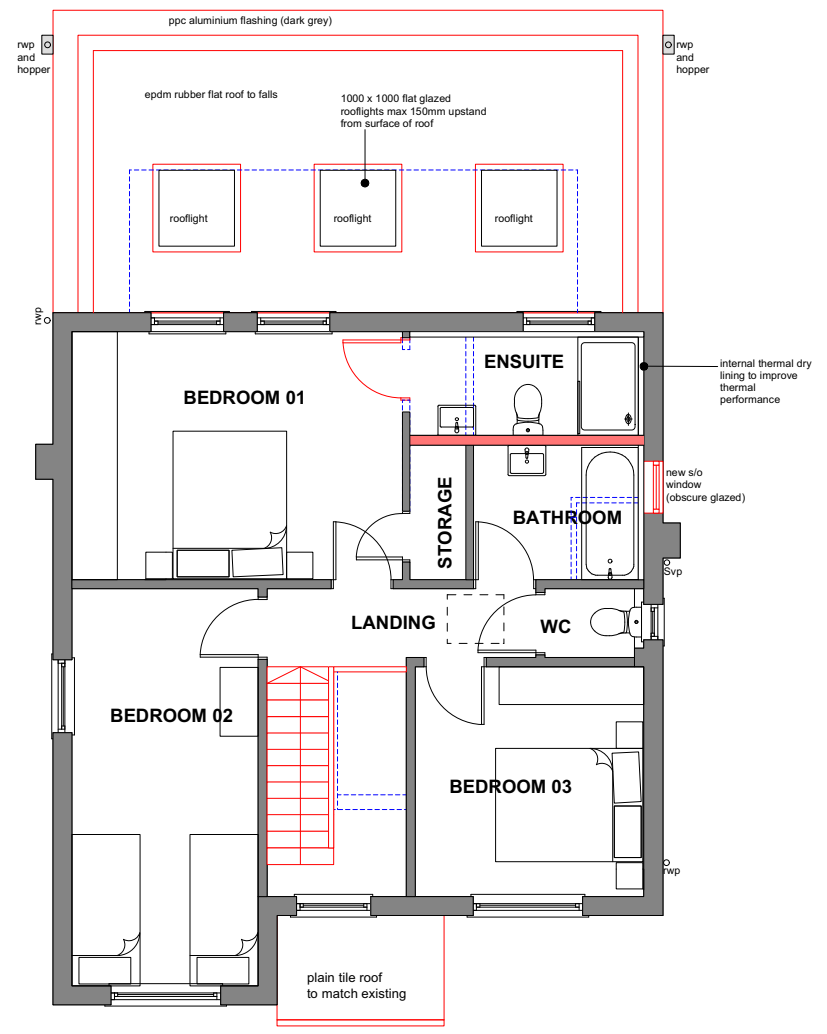 ppc aluminium flashing (dark grey)
rwp
and
hopper
rwp
and
hopper
epdm rubber flat roof to falls
1000 x 1000 flat glazed
rooflights max 150mm upstand
from surface of roof
rooflight
rooflight
rooflight
rwp
ENSUITE
BEDROOM 01
internal thermal dry
lining to improve
thermal
performance
STORAGE
BATHROOM
new s/o
window
(obscure glazed)
Svp
LANDING
WC
BEDROOM 02
BEDROOM 03
rwp
plain tile roof
to match existing